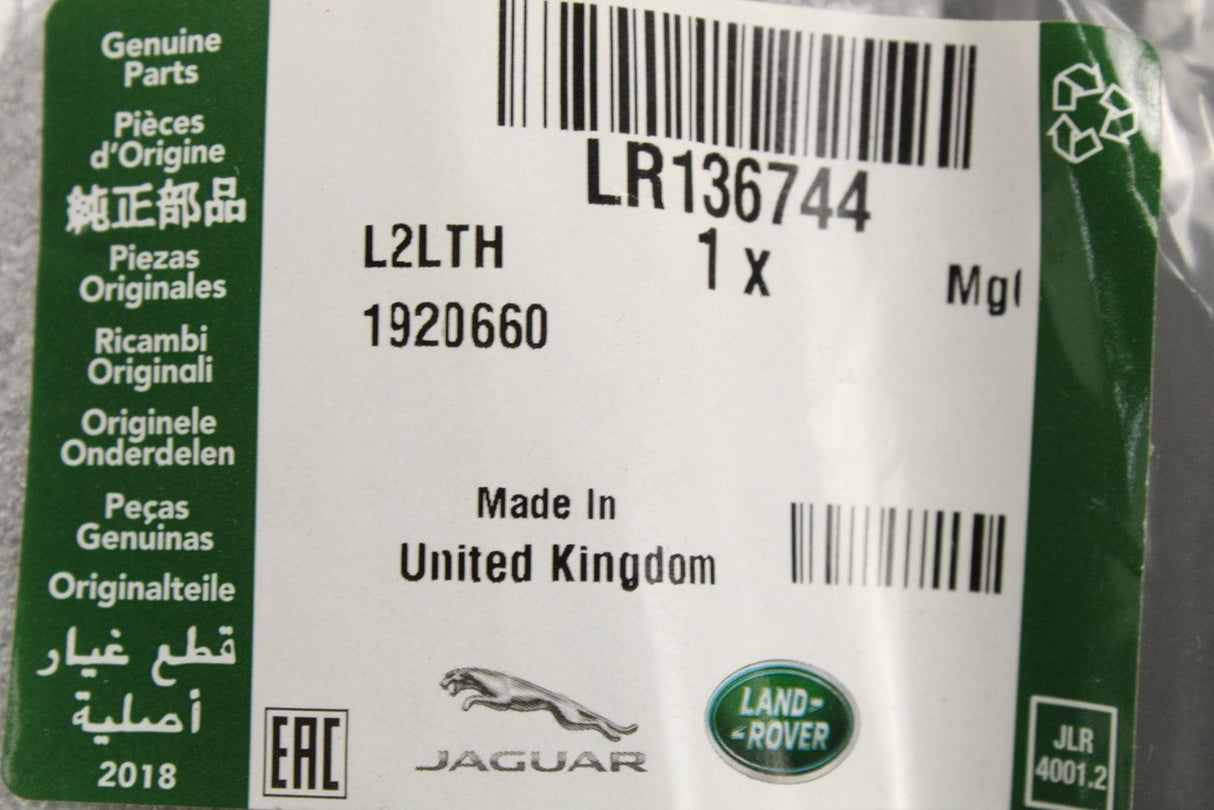 Genuine
Parts
Pièces
d'Origine
純正部品
Piezas
Originales
Ricambi
Originali
Originele
Onderdelen
Peças
Genuinas
Originalteile
قطع غيار
أصلية
2018
LR136744
L2LTH
1 x
1920660
Made In
United Kingdom
EAC
JAGUAR
LAND-
-ROVER
JLR
4001.2